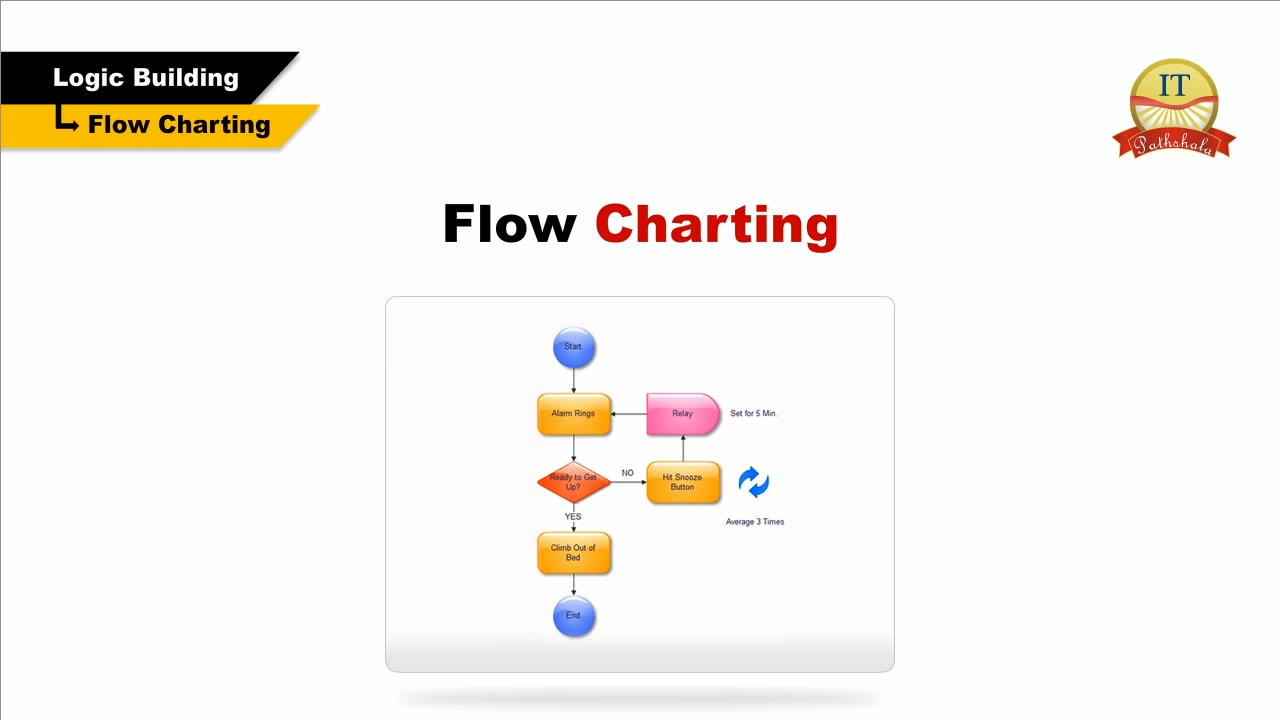 Logic Building
Flow Charting
IT
Pathshala
Flow Charting
Start
Alarm Rings
Relay
Set for 5 Min.
Ready to Get
Up?
NO
Hit Snooze
Button
YES
Average 3 Times
Climb Out of
Bed
End